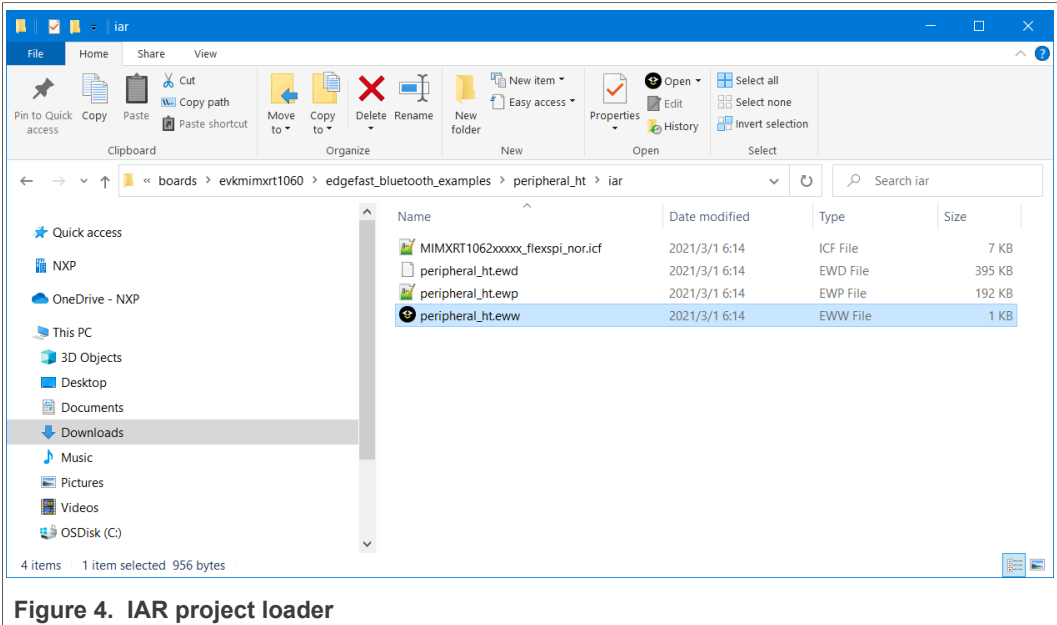 iar
File Home Share View
Pin to Quick access
Copy
Paste
Cut
Copy path
Paste shortcut
Clipboard
Move to
Copy to
Delete
Rename
Organize
New folder
New item
Easy access
New
Properties
Open
Edit
History
Open
Select all
Select none
Invert selection
Select
« boards > evkmimxrt1060 > edgefast_bluetooth_examples > peripheral_ht > iar
Search iar
Quick access
NXP
OneDrive - NXP
This PC
3D Objects
Desktop
Documents
Downloads
Music
Pictures
Videos
OSDisk (C:)
Name Date modified Type Size
MIMXRT1062xxxxx_flexspi_nor.icf 2021/3/1 6:14 ICF File 7 KB
peripheral_ht.ewd 2021/3/1 6:14 EWD File 395 KB
peripheral_ht.ewp 2021/3/1 6:14 EWP File 192 KB
peripheral_ht.eww 2021/3/1 6:14 EWW File 1 KB
4 items 1 item selected 956 bytes
Figure 4. IAR project loader